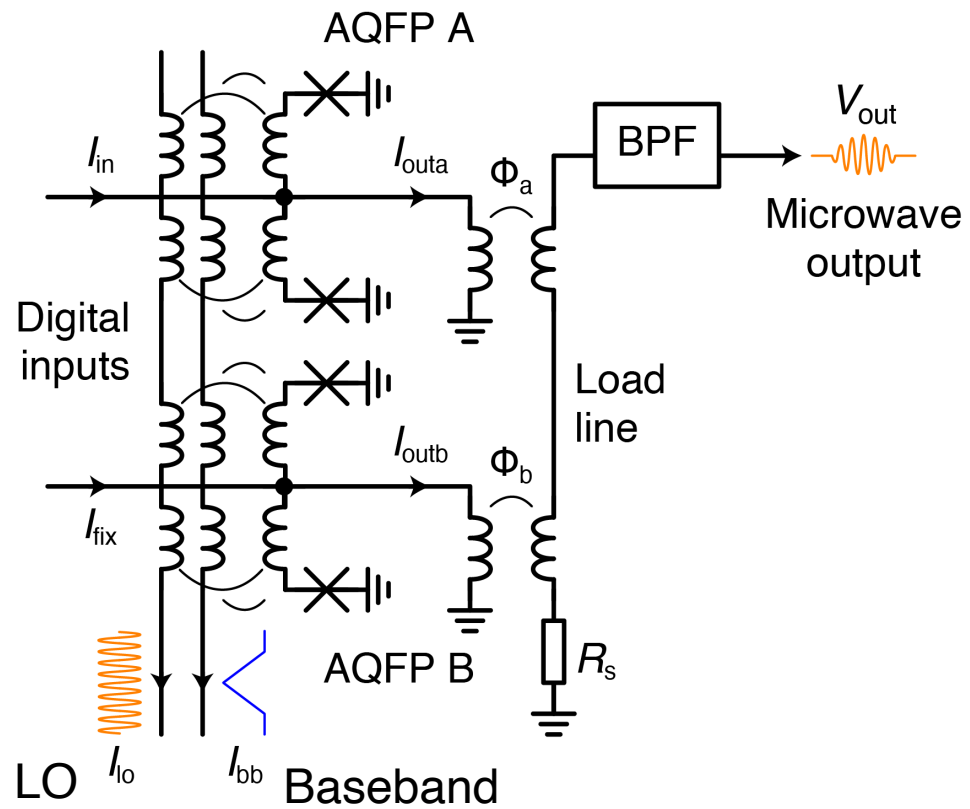 AQFP A
I_in
I_outa
Φ_a
BPF
V_out
Microwave
output
Digital
inputs
Load
line
I_fix
I_outb
Φ_b
AQFP B
R_s
LO
I_lo
I_bb
Baseband